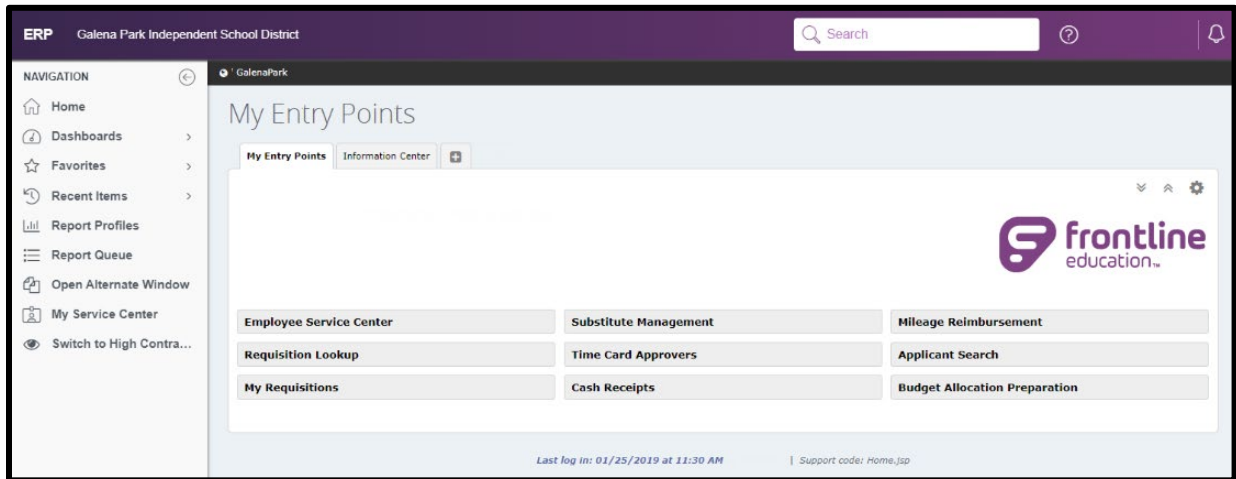 ERP Galena Park Independent School District Search
NAVIGATION
Home
Dashboards
Favorites
Recent Items
Report Profiles
Report Queue
Open Alternate Window
My Service Center
Switch to High Contra...
GalenaPark
My Entry Points
My Entry Points Information Center
frontline
education™
Employee Service Center Substitute Management Mileage Reimbursement
Requisition Lookup Time Card Approvers Applicant Search
My Requisitions Cash Receipts Budget Allocation Preparation
Last log in: 01/25/2019 at 11:30 AM | Support code: Home.jsp